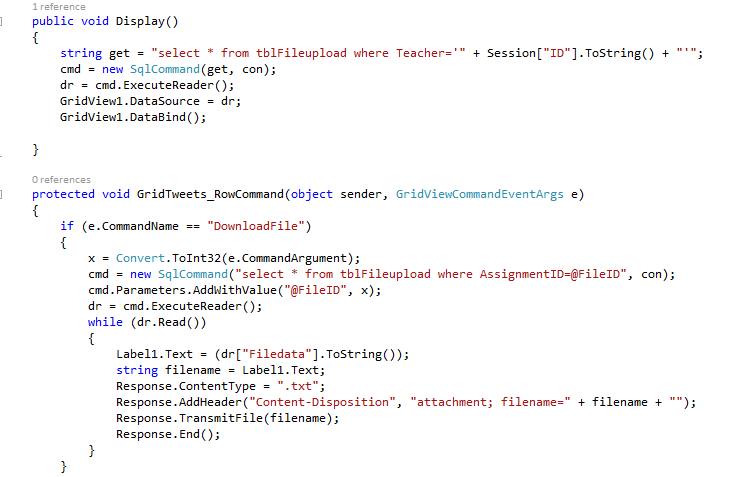 1 reference
public void Display()
{
string get = "select * from tblFileupload where Teacher='" + Session["ID"].ToString() + "'";
cmd = new SqlCommand(get, con);
dr = cmd.ExecuteReader();
GridView1.DataSource = dr;
GridView1.DataBind();
}
0 references
protected void GridTweets_RowCommand(object sender, GridViewCommandEventArgs e)
{
if (e.CommandName == "DownloadFile")
{
x = Convert.ToInt32(e.CommandArgument);
cmd = new SqlCommand("select * from tblFileupload where AssignmentID=@FileID", con);
cmd.Parameters.AddWithValue("@FileID", x);
dr = cmd.ExecuteReader();
while (dr.Read())
{
Label1.Text = (dr["Filedata"].ToString());
string filename = Label1.Text;
Response.ContentType = ".txt";
Response.AddHeader("Content-Disposition", "attachment; filename=" + filename + "");
Response.TransmitFile(filename);
Response.End();
}
}